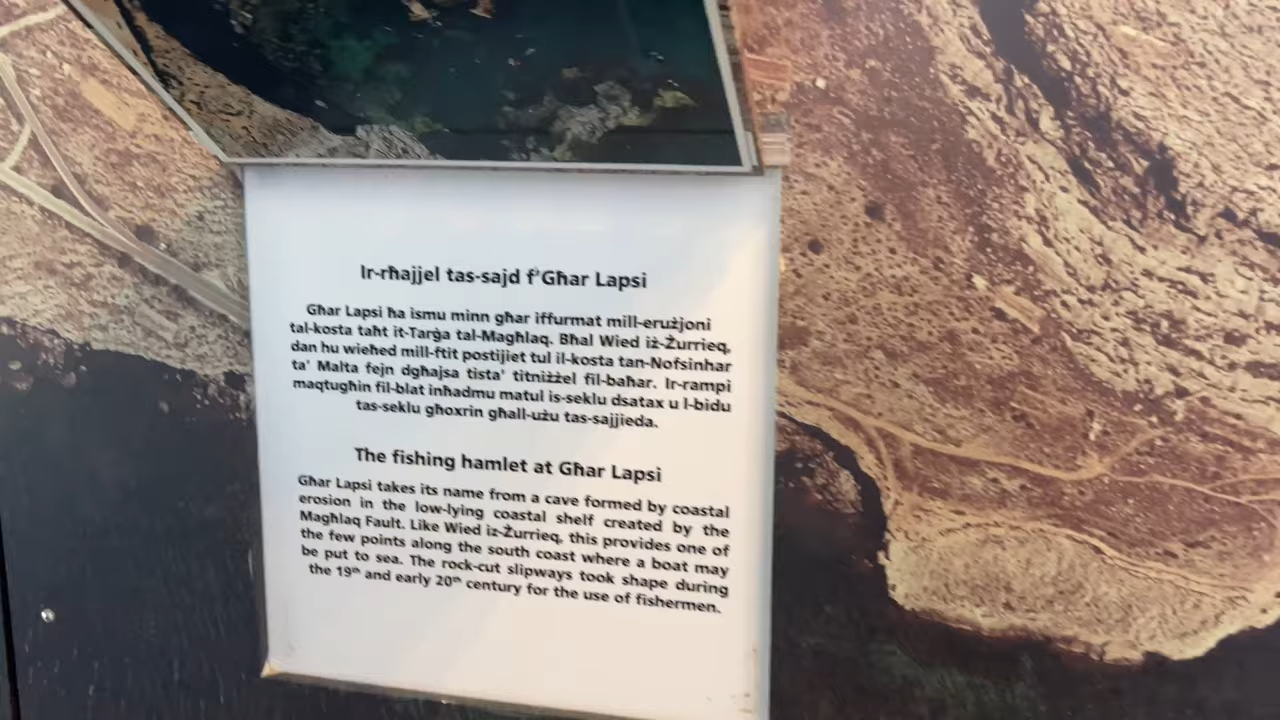 Ir-rħajjel tas-sajd f'Għar Lapsi
Għar Lapsi ħa ismu minn għar iffurmat mill-erużjoni
tal-kosta taħt it-Tarġa tal-Magħlaq. Bħal Wied iż-Żurrieq,
dan hu wieħed mill-ftit postijiet tul il-kosta tan-Nofsinhar
ta' Malta fejn dgħajsa tista' titniżżel fil-baħar. Ir-rampi
maqtugħin fil-blat inħadmu matul is-seklu dsatax u l-bidu
tas-seklu għoxrin għall-użu tas-sajjieda.
The fishing hamlet at Għar Lapsi
Għar Lapsi takes its name from a cave formed by coastal
erosion in the low-lying coastal shelf created by the
Magħlaq Fault. Like Wied iz-Żurrieq, this provides one of
the few points along the south coast where a boat may
be put to sea. The rock-cut slipways took shape during
the 19th and early 20th century for the use of fishermen.